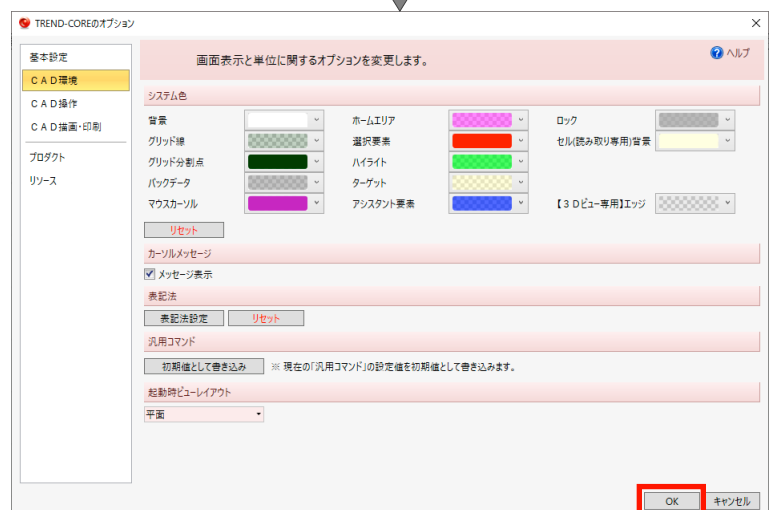 TREND-COREのオプション
基本設定
ＣＡＤ環境
ＣＡＤ操作
ＣＡＤ描画・印刷
プロダクト
リソース
画面表示と単位に関するオプションを変更します。
ヘルプ
システム色
背景
ホームエリア
ロック
グリッド線
選択要素
セル(読み取り専用)背景
グリッド分割点
ハイライト
バックデータ
ターゲット
マウスカーソル
アシスタント要素
【３Ｄビュー専用】エッジ
リセット
カーソルメッセージ
メッセージ表示
表記法
表記法設定
リセット
汎用コマンド
初期値として書き込み
※ 現在の「汎用コマンド」の設定値を初期値として書き込みます。
起動時ビューレイアウト
平面
OK
キャンセル